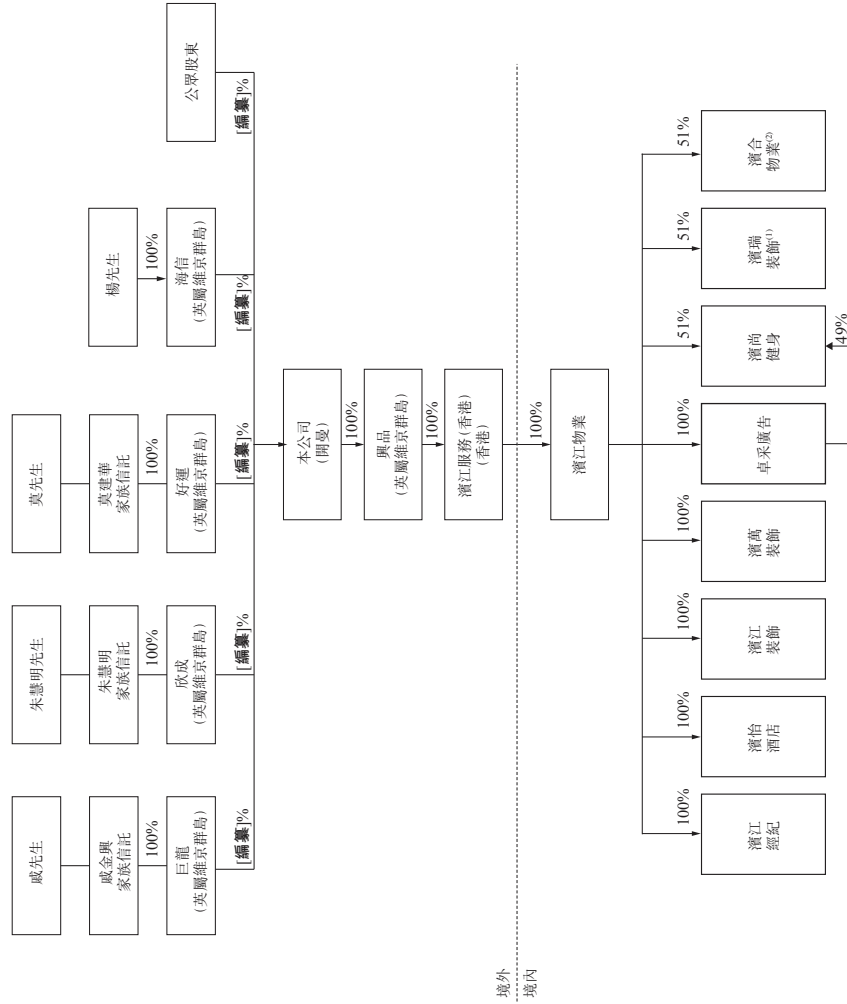 戚先生
朱慧明先生
莫先生
戚金興
家族信託
朱慧明
家族信託
莫建華
家族信託
楊先生
100%
100%
100%
100%
巨龍
(英屬維京群島)
欣成
(英屬維京群島)
好運
(英屬維京群島)
海信
(英屬維京群島)
公眾股東
[編纂]%
[編纂]%
[編纂]%
[編纂]%
[編纂]%
本公司
(開曼)
100%
興品
(英屬維京群島)
100%
濱江服務(香港)
(香港)
境外
境內
100%
濱江物業
100%
100%
100%
100%
100%
51%
51%
51%
濱江
經紀
濱怡
酒店
濱江
裝飾
濱萬
裝飾
卓采廣告
濱尚
健身
濱瑞
裝飾(1)
濱合
物業(2)
49%